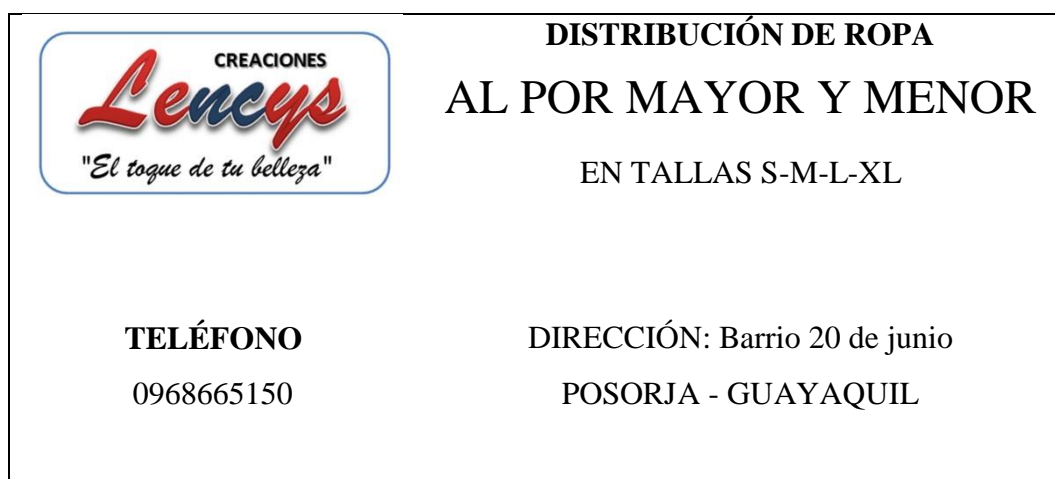 CREACIONES
Lencys
"El toque de tu belleza"
DISTRIBUCIÓN DE ROPA
AL POR MAYOR Y MENOR
EN TALLAS S-M-L-XL
TELÉFONO
0968665150
DIRECCIÓN: Barrio 20 de junio
POSORJA - GUAYAQUIL